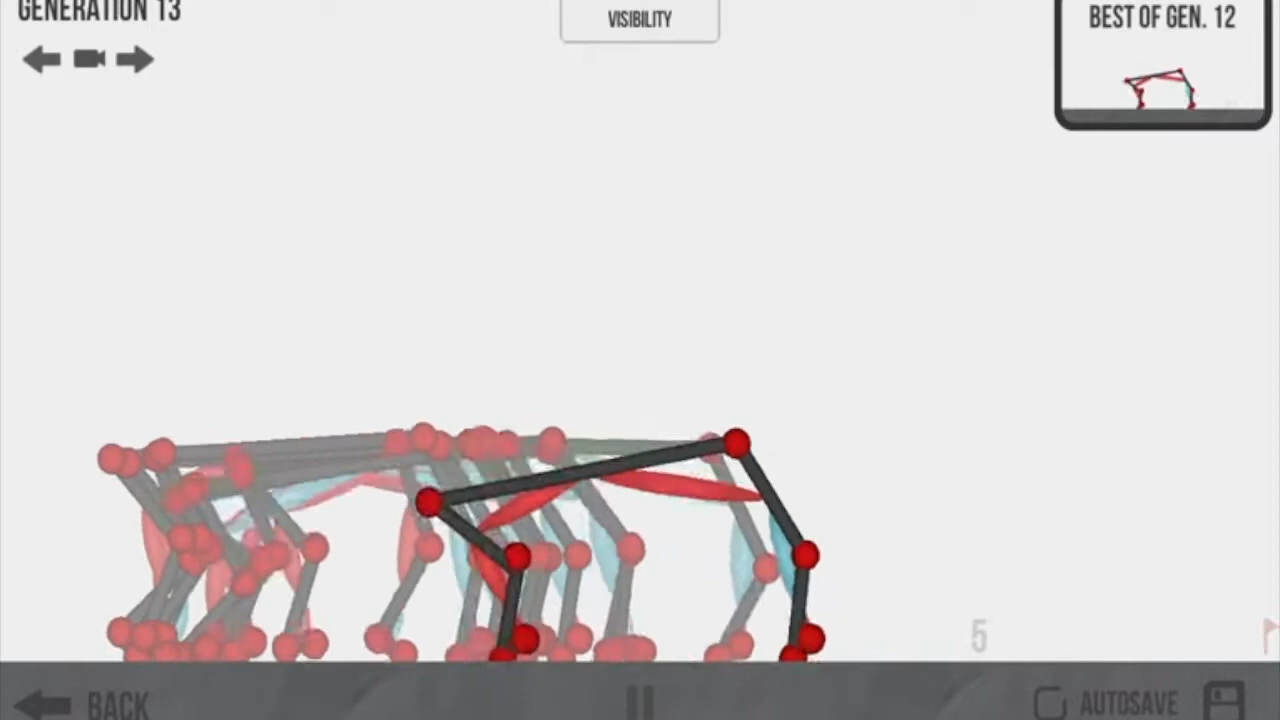 GENERATION 13
VISIBILITY
BEST OF GEN. 12
5
BACK
AUTOSAVE